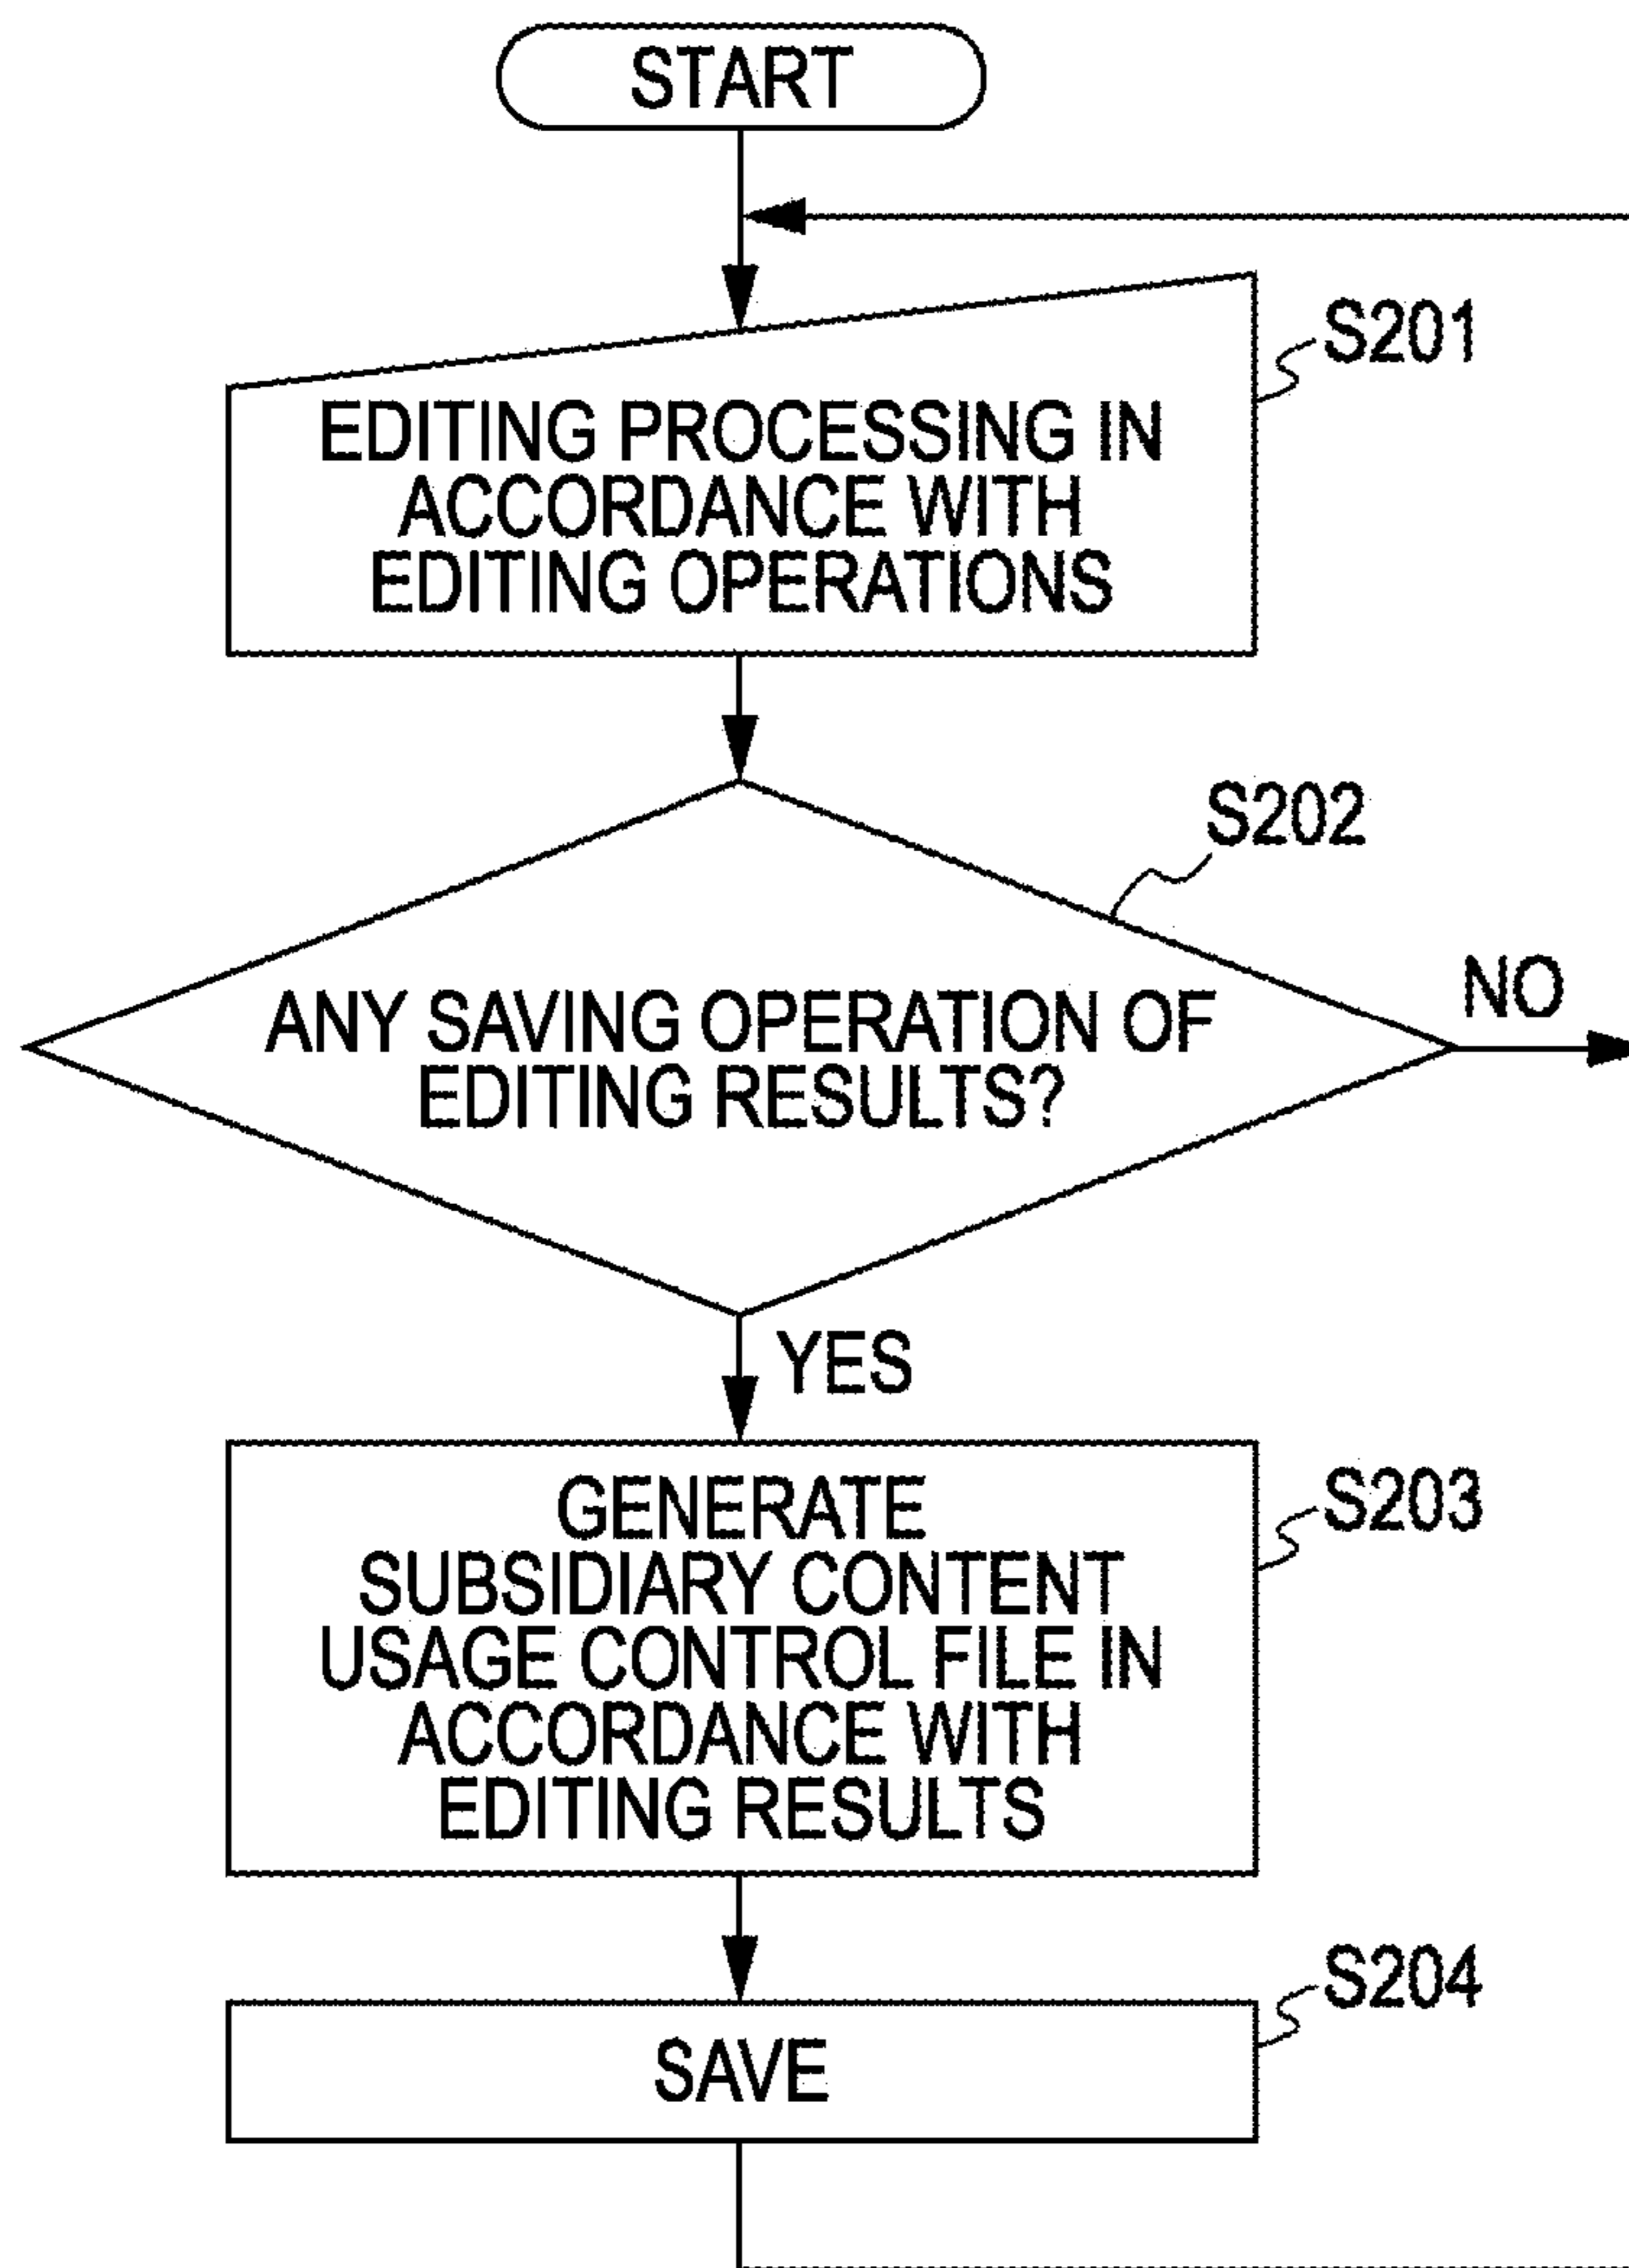 START
S201
EDITING PROCESSING IN
ACCORDANCE WITH
EDITING OPERATIONS
S202
NO
ANY SAVING OPERATION OF
EDITING RESULTS?
YES
GENERATE
S203
SUBSIDIARY CONTENT
USAGE CONTROL FILE IN
ACCORDANCE WITH
EDITING RESULTS
S204
SAVE